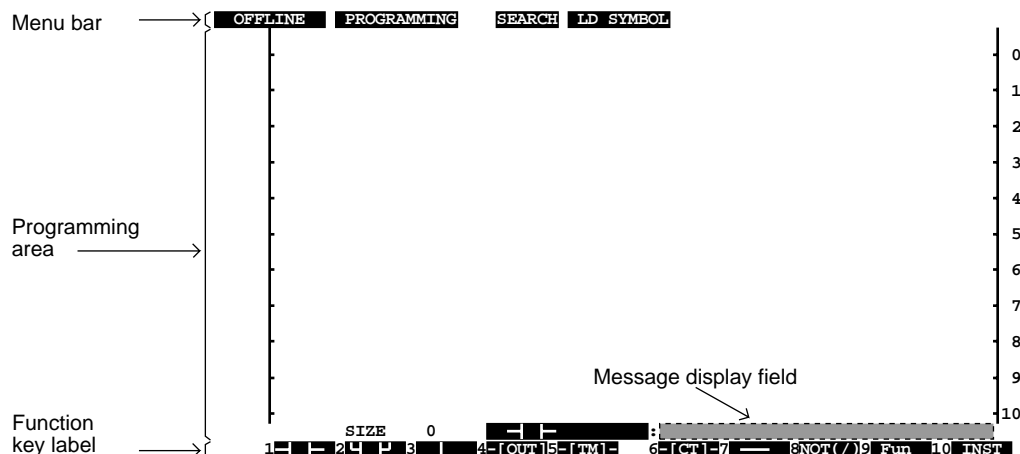 Menu bar
OFFLINE PROGRAMMING SEARCH LD SYMBOL
0
1
2
3
4
Programming
area
5
6
7
8
9
Message display field
10
Function
key label
SIZE 0 :
1 2 3 4-[OUT]5-[TM]- 6-[CT]-7 8NOT(/)9 Fun 10 INST